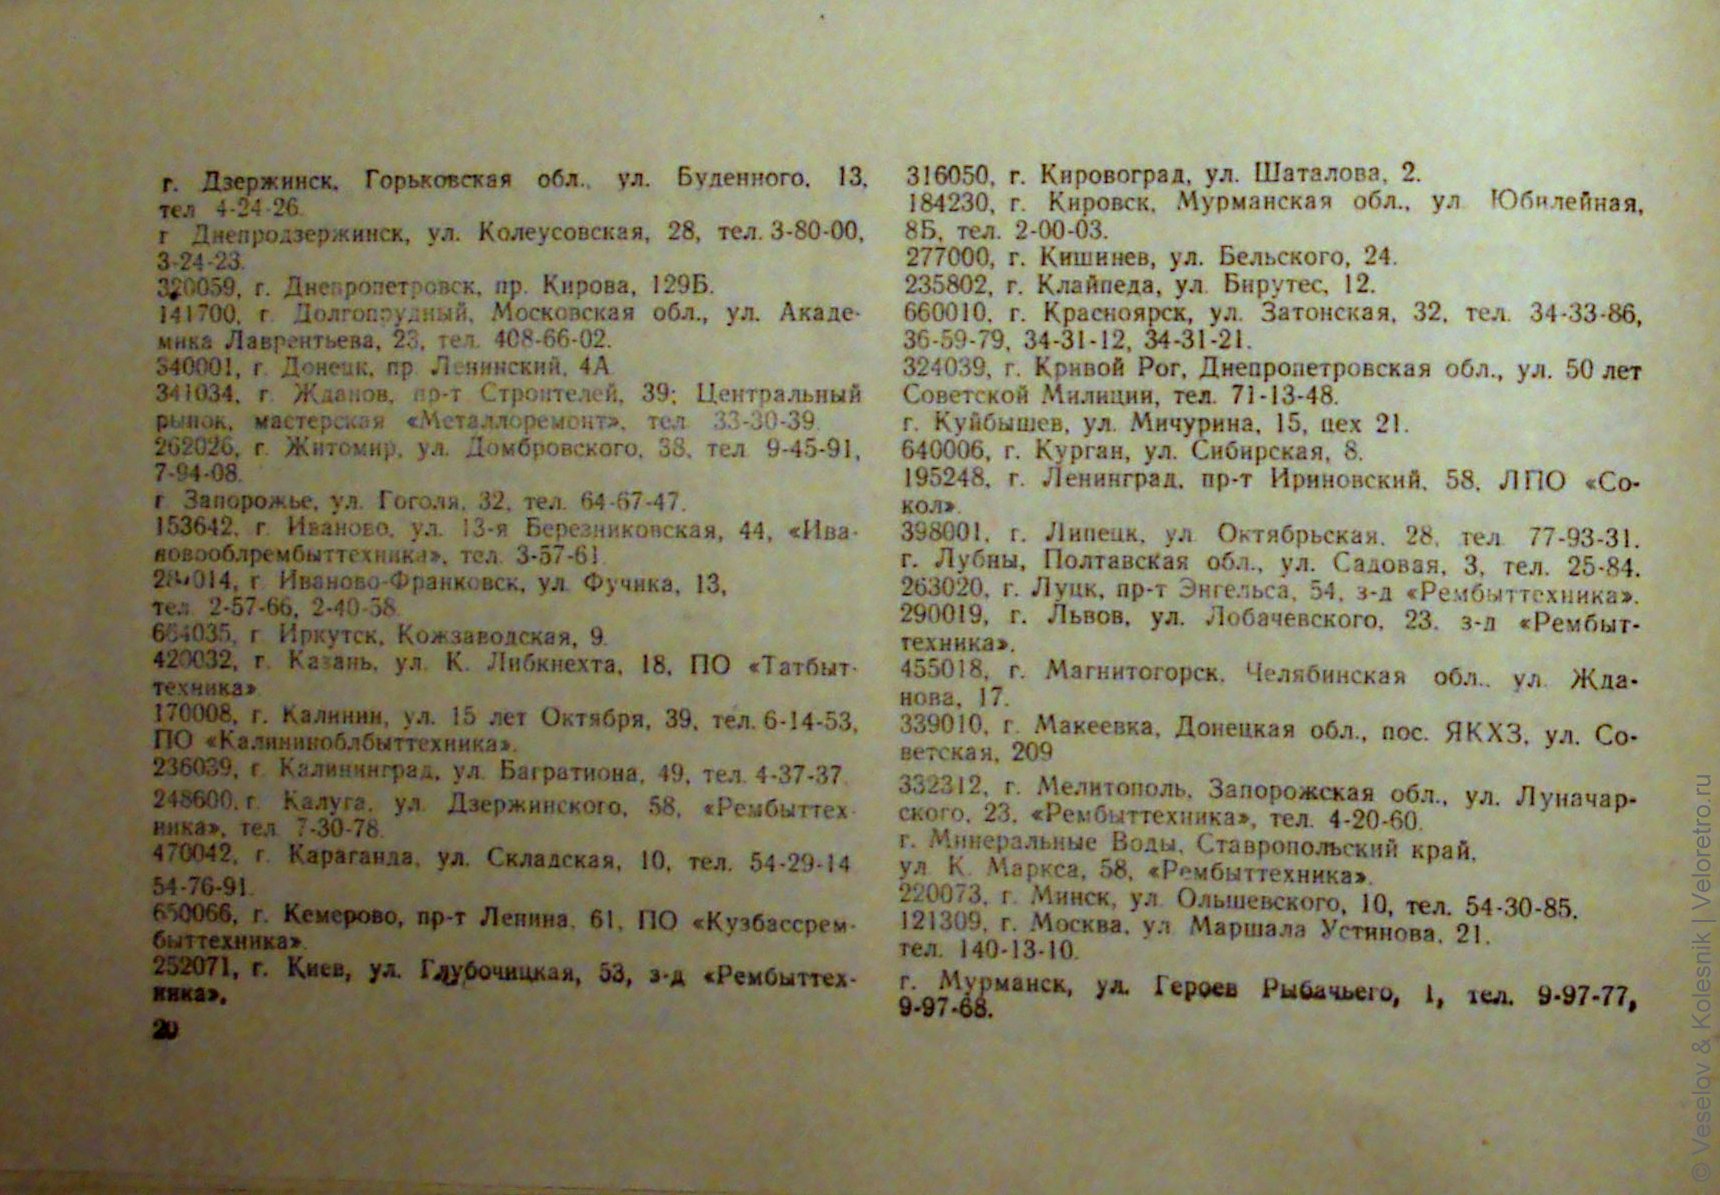 г. Дзержинск, Горьковская обл., ул. Буденного, 13,
тел 4-24-26.
г Днепродзержинск, ул. Колеусовская, 28, тел. 3-80-00,
3-24-23.
320059, г. Днепропетровск, пр. Кирова, 129Б.
141700, г. Долгопрудный, Московская обл., ул. Акаде-
мика Лаврентьева, 23, тел. 408-66-02.
340001, г. Донецк, пр Ленинский, 4А
341034, г Жданов, пр-т Строителей, 39; Центральный
рынок, мастерская «Металлоремонт», тел 33-30-39.
262026, г. Житомир, ул. Домбровского, 38, тел 9-45-91,
7-94-08.
г Запорожье, ул. Гоголя, 32, тел. 64-67-47.
153642, г. Иваново, ул. 13-я Березниковская, 44, «Ива-
новооблрембыттехника», тел. 3-57-61
г Иваново-Франковск, ул Фучика, 13,
тел. 2-57-66, 2-40-58
664035, г Иркутск, Кожзаводская, 9.
420032, г. Казань, ул К. Либкнехта, 18, ПО «Татбыт-
техника»
170008, г. Калинин, ул. 15 лет Октября, 39, тел. 6-14-53,
ПО «Калининоблбыттехника».
236039, г Калининград, ул. Багратиона, 49, тел. 4-37-37
248600, г. Калуга, ул Дзержинского, 58, «Рембыттех-
ника», тел 7-30-78.
470042, г. Караганда, ул. Складская, 10, тел. 54-29-14
54-76-91.
650066, г. Кемерово, пр-т Ленина, 61, ПО «Кузбассрем-
быттехника».
252071, г. Киев, ул. Глубочицкая, 53, з-д «Рембыттех-
ника».
20
316050, г. Кировоград, ул. Шаталова, 2.
184230, г. Кировск, Мурманская обл., ул Юбилейная,
8Б, тел. 2-00-03.
277000, г. Кишинев, ул. Бельского, 24.
235802, г. Клайпеда, ул Бирутес, 12.
660010, г. Красноярск, ул. Затонская, 32, тел. 34-33-86,
36-59-79, 34-31-12, 34-31-21.
324039, г. Кривой Рог, Днепропетровская обл., ул. 50 лет
Советской Милиции, тел. 71-13-48.
г. Куйбышев, ул. Мичурина, 15, цех 21.
640006, г. Курган, ул. Сибирская, 8.
195248, г. Ленинград, пр-т Ириновский, 58, ЛПО «Со-
кол».
398001, г. Липецк, ул Октябрьская, 28, тел 77-93-31.
г. Лубны, Полтавская обл., ул. Садовая, 3, тел. 25-84.
263020, г. Луцк, пр-т Энгельса, 54, з-д «Рембыттехника».
290019, г. Львов, ул. Лобачевского, 23, з-д «Рембыт-
техника».
455018, г. Магнитогорск, Челябинская обл., ул Жда-
нова, 17.
339010, г. Макеевка, Донецкая обл., пос. ЯКХЗ, ул. Со-
ветская, 209
332312, г. Мелитополь, Запорожская обл., ул. Луначар-
ского, 23, «Рембыттехника», тел. 4-20-60.
г. Минеральные Воды, Ставропольский край,
ул К Маркса, 58, «Рембыттехника».
220073, г. Минск, ул. Ольшевского, 10, тел. 54-30-85.
121309, г. Москва, ул Маршала Устинова, 21.
тел. 140-13-10.
г. Мурманск, ул. Героев Рыбачьего, 1, тел. 9-97-77,
9-97-68.
© Veselov & Kolesnik | Veloretro.ru